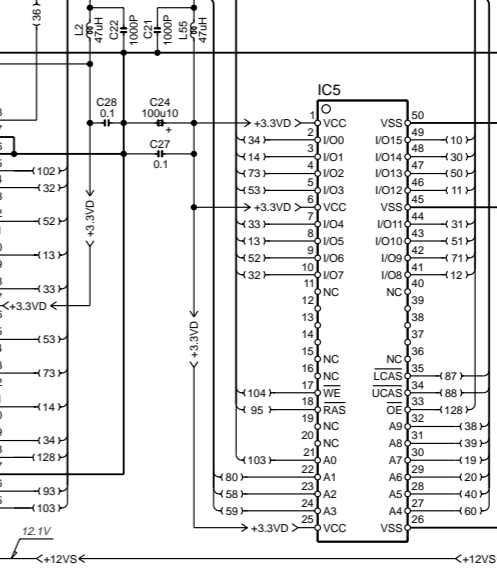 36
L2
47uH
C22
1000P
C21
1000P
L55
47uH
C28
0.1
C24
100u10
+
C27
0.1
IC5
+3.3VD 1 VCC VSS 50
34 2 I/O0 I/O15 49 10
14 3 I/O1 I/O14 48 30
73 4 I/O2 I/O13 47 50
53 5 I/O3 I/O12 46 11
+3.3VD 6 VCC VSS 45
33 7 I/O4 I/O11 44 31
13 8 I/O5 I/O10 43 51
52 9 I/O6 I/O9 42 71
32 10 I/O7 I/O8 41 12
11 NC NC 40
12 39
13 38
14 37
15 NC NC 36
16 NC LCAS 35 87
104 17 WE UCAS 34 88
95 18 RAS OE 33 128
19 NC A9 32 38
20 NC A8 31 39
103 21 A0 A7 30 19
80 22 A1 A6 29 20
58 23 A2 A5 28 40
59 24 A3 A4 27 60
+3.3VD 25 VCC VSS 26
102
32
52
13
33
+3.3VD
53
73
14
34
128
93
103
+3.3VD
+3.3VD
12.1V
+12VS
+12VS